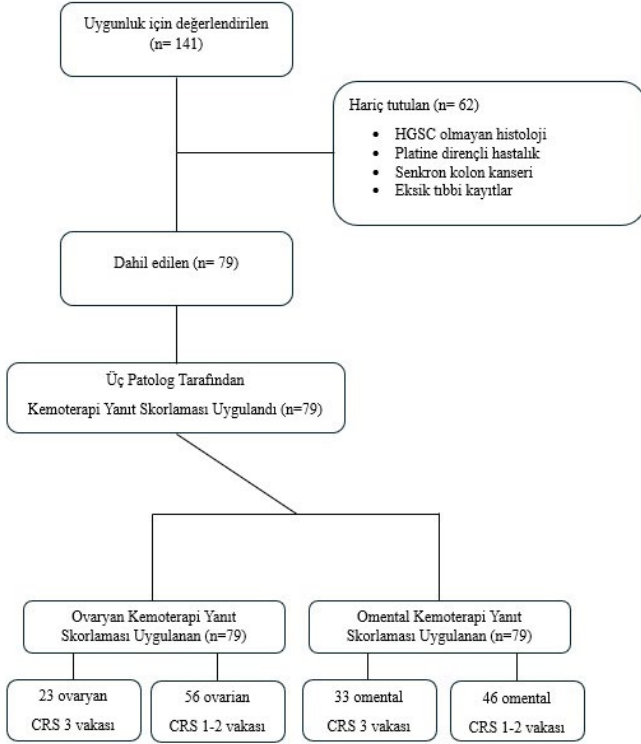 Uygunluk için değerlendirilen
(n= 141)
Hariç tutulan (n= 62)
• HGSC olmayan histoloji
• Platine dirençli hastalık
• Senkron kolon kanseri
• Eksik tıbbi kayıtlar
Dahil edilen (n= 79)
Üç Patolog Tarafından
Kemoterapi Yanıt Skorlaması Uygulandı (n=79)
Ovaryan Kemoterapi Yanıt
Skorlaması Uygulanan (n=79)
Omental Kemoterapi Yanıt
Skorlaması Uygulanan (n=79)
23 ovaryan
CRS 3 vakası
56 ovarian
CRS 1-2 vakası
33 omental
CRS 3 vakası
46 omental
CRS 1-2 vakası